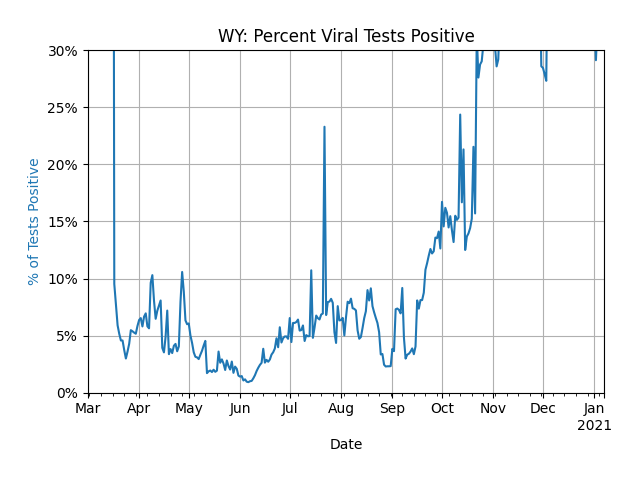 WY: Percent Viral Tests Positive
30%
25%
20%
15%
10%
5%
0%
% of Tests Positive
Mar Apr May Jun Jul Aug Sep Oct Nov Dec Jan
2021
Date